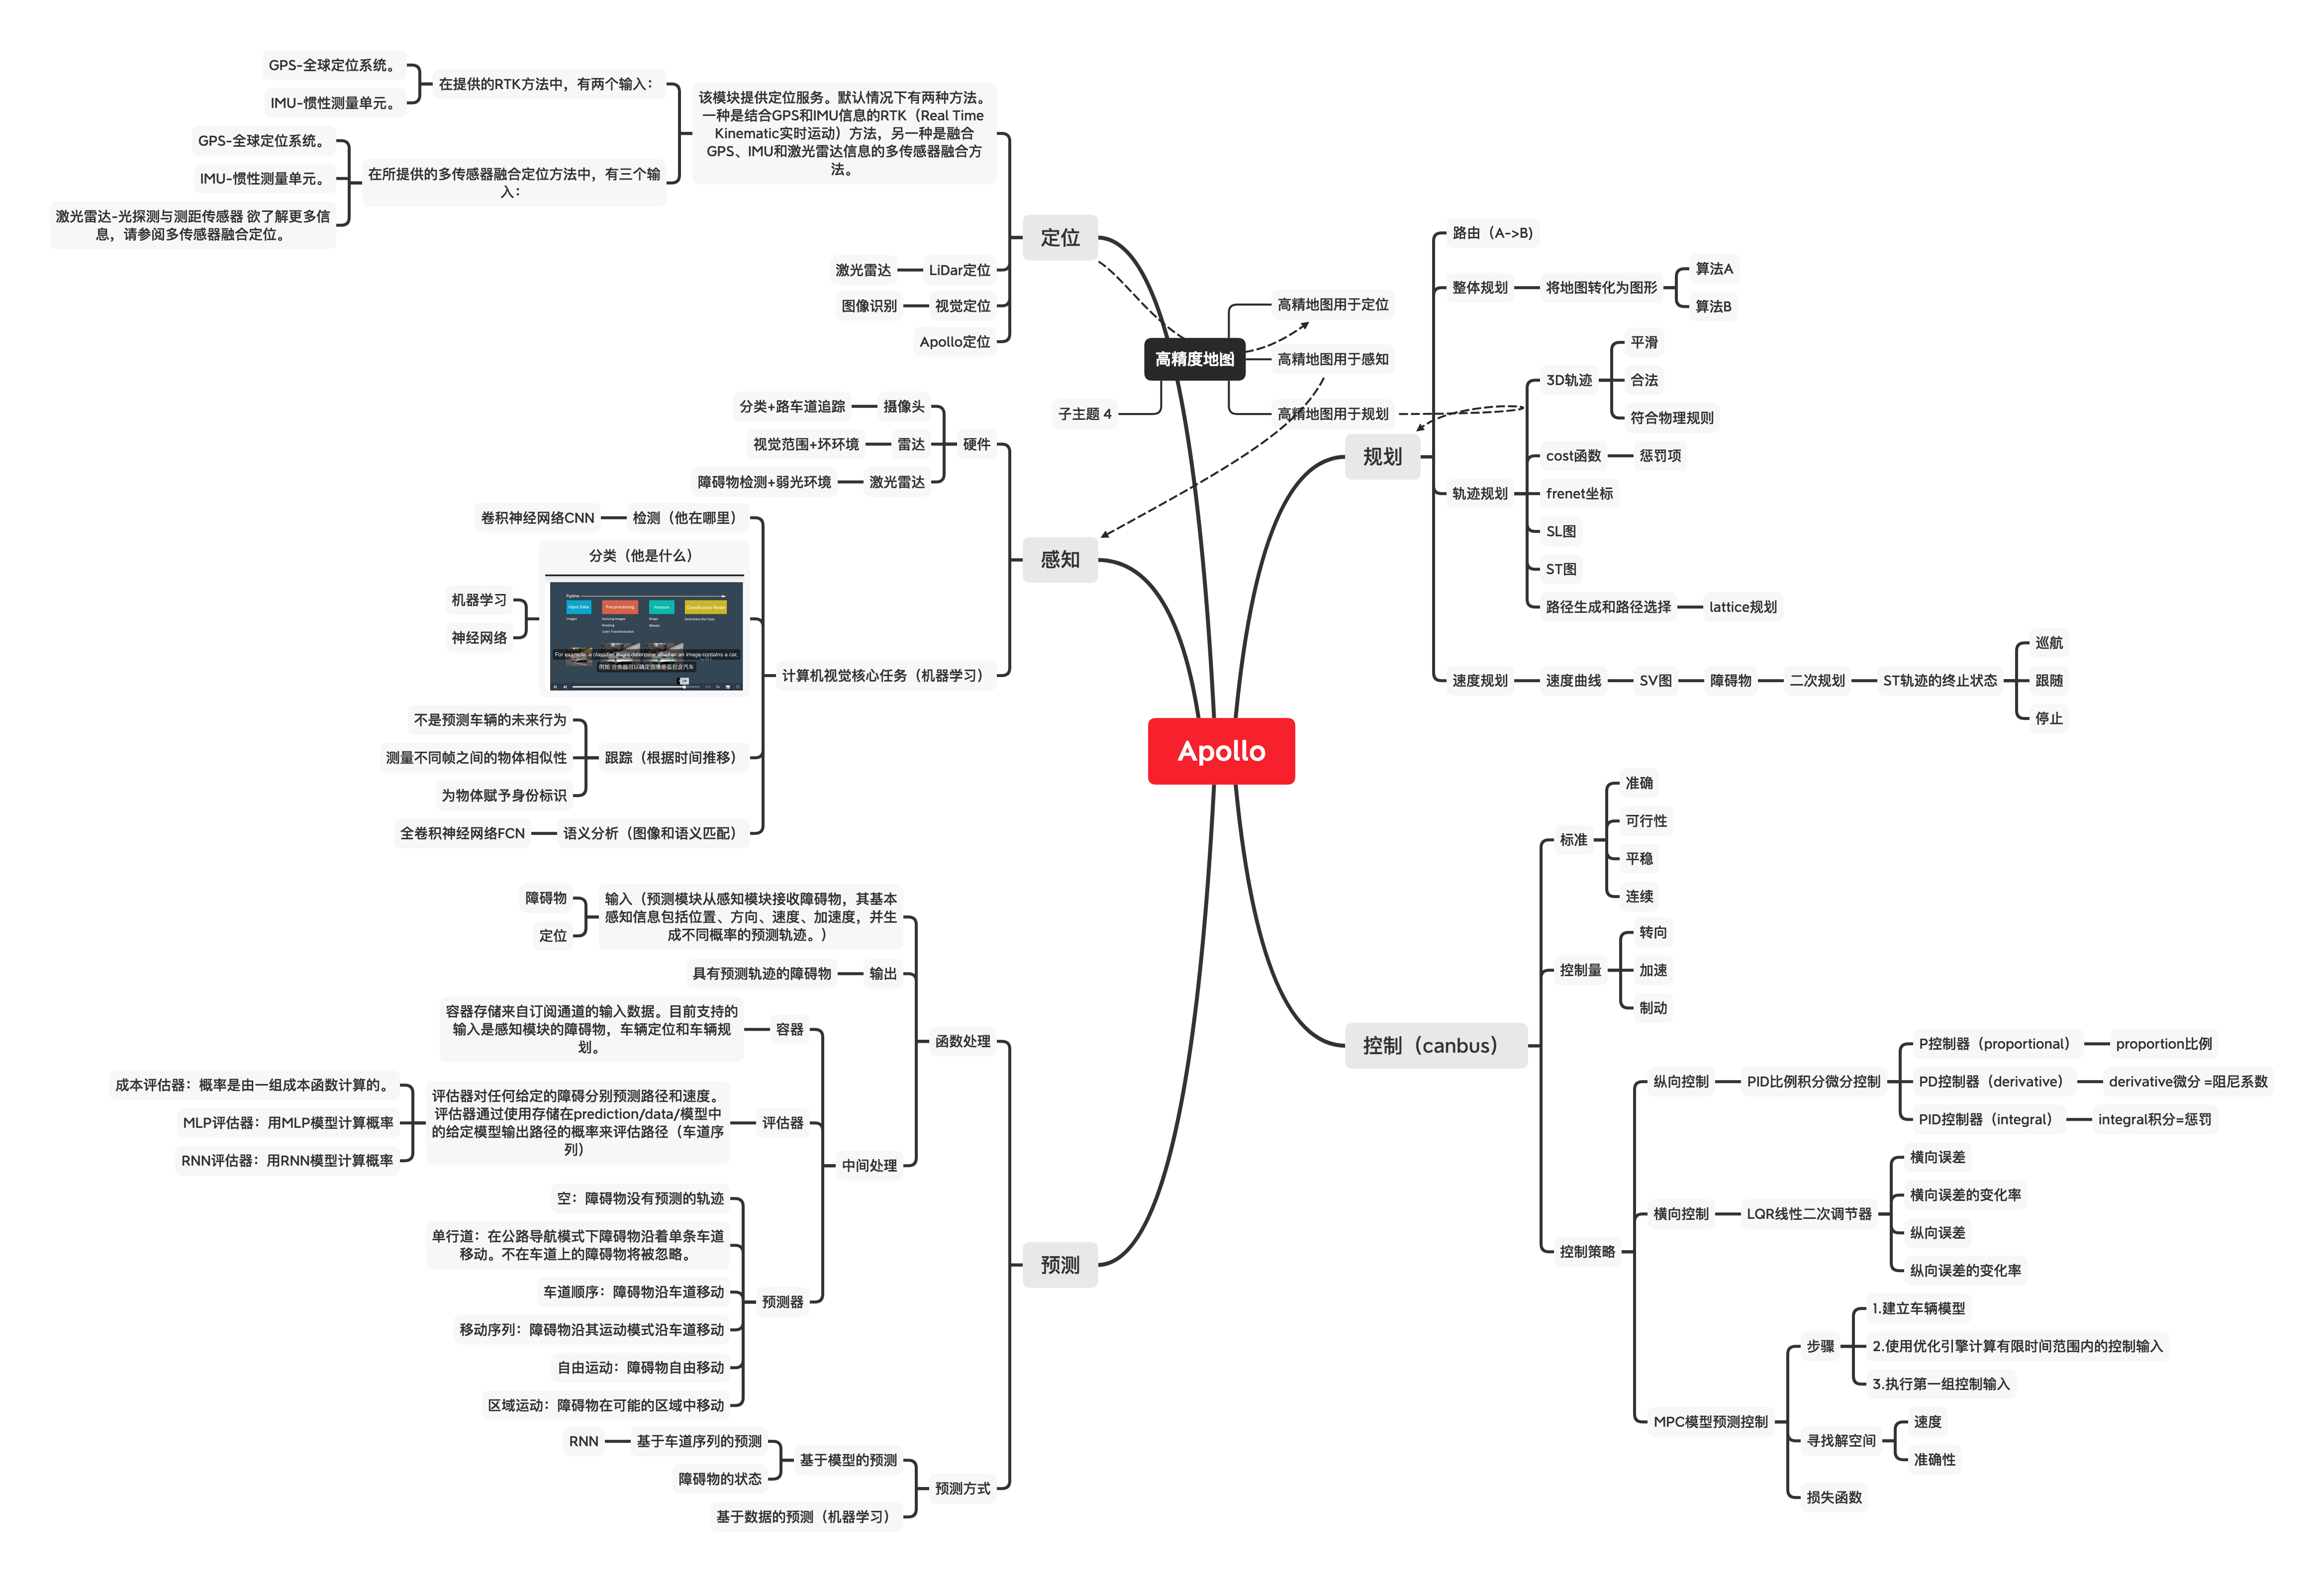 Apollo
定位
该模块提供定位服务。默认情况下有两种方法。
一种是结合GPS和IMU信息的RTK（Real Time
Kinematic实时运动）方法，另一种是融合
GPS、IMU和激光雷达信息的多传感器融合方
法。
在提供的RTK方法中，有两个输入：
GPS-全球定位系统。
IMU-惯性测量单元。
在所提供的多传感器融合定位方法中，有三个输
入：
GPS-全球定位系统。
IMU-惯性测量单元。
激光雷达-光探测与测距传感器 欲了解更多信
息，请参阅多传感器融合定位。
LiDar定位
激光雷达
视觉定位
图像识别
Apollo定位
高精度地图
高精地图用于定位
高精地图用于感知
高精地图用于规划
子主题 4
感知
硬件
摄像头
分类+路车道追踪
雷达
视觉范围+坏环境
激光雷达
障碍物检测+弱光环境
计算机视觉核心任务（机器学习）
检测（他在哪里）
卷积神经网络CNN
分类（他是什么）
Pipeline
Input Data
Pre-processing
Feature
Classification Model
Images
Resizing Images
Rotating
Color Transformation
Determine the Class
For example, a classifier might determine whether an image contains a car,
例如 分类器可以确定图像是否包含汽车
机器学习
神经网络
跟踪（根据时间推移）
不是预测车辆的未来行为
测量不同帧之间的物体相似性
为物体赋予身份标识
语义分析（图像和语义匹配）
全卷积神经网络FCN
预测
函数处理
输入（预测模块从感知模块接收障碍物，其基本
感知信息包括位置、方向、速度、加速度，并生
成不同概率的预测轨迹。）
障碍物
定位
输出
具有预测轨迹的障碍物
中间处理
容器
容器存储来自订阅通道的输入数据。目前支持的
输入是感知模块的障碍物，车辆定位和车辆规
划。
评估器
评估器对任何给定的障碍分别预测路径和速度。
评估器通过使用存储在prediction/data/模型中
的给定模型输出路径的概率来评估路径（车道序
列）
成本评估器：概率是由一组成本函数计算的。
MLP评估器：用MLP模型计算概率
RNN评估器：用RNN模型计算概率
预测器
空：障碍物没有预测的轨迹
单行道：在公路导航模式下障碍物沿着单条车道
移动。不在车道上的障碍物将被忽略。
车道顺序：障碍物沿车道移动
移动序列：障碍物沿其运动模式沿车道移动
自由运动：障碍物自由移动
区域运动：障碍物在可能的区域中移动
预测方式
基于模型的预测
基于车道序列的预测
RNN
障碍物的状态
基于数据的预测（机器学习）
规划
路由（A->B)
整体规划
将地图转化为图形
算法A
算法B
轨迹规划
3D轨迹
平滑
合法
符合物理规则
cost函数
惩罚项
frenet坐标
SL图
ST图
路径生成和路径选择
lattice规划
速度规划
速度曲线
SV图
障碍物
二次规划
ST轨迹的终止状态
巡航
跟随
停止
控制（canbus）
标准
准确
可行性
平稳
连续
控制量
转向
加速
制动
控制策略
纵向控制
PID比例积分微分控制
P控制器（proportional）
proportion比例
PD控制器（derivative）
derivative微分 =阻尼系数
PID控制器（integral）
integral积分=惩罚
横向控制
LQR线性二次调节器
横向误差
横向误差的变化率
纵向误差
纵向误差的变化率
MPC模型预测控制
步骤
1.建立车辆模型
2.使用优化引擎计算有限时间范围内的控制输入
3.执行第一组控制输入
寻找解空间
速度
准确性
损失函数